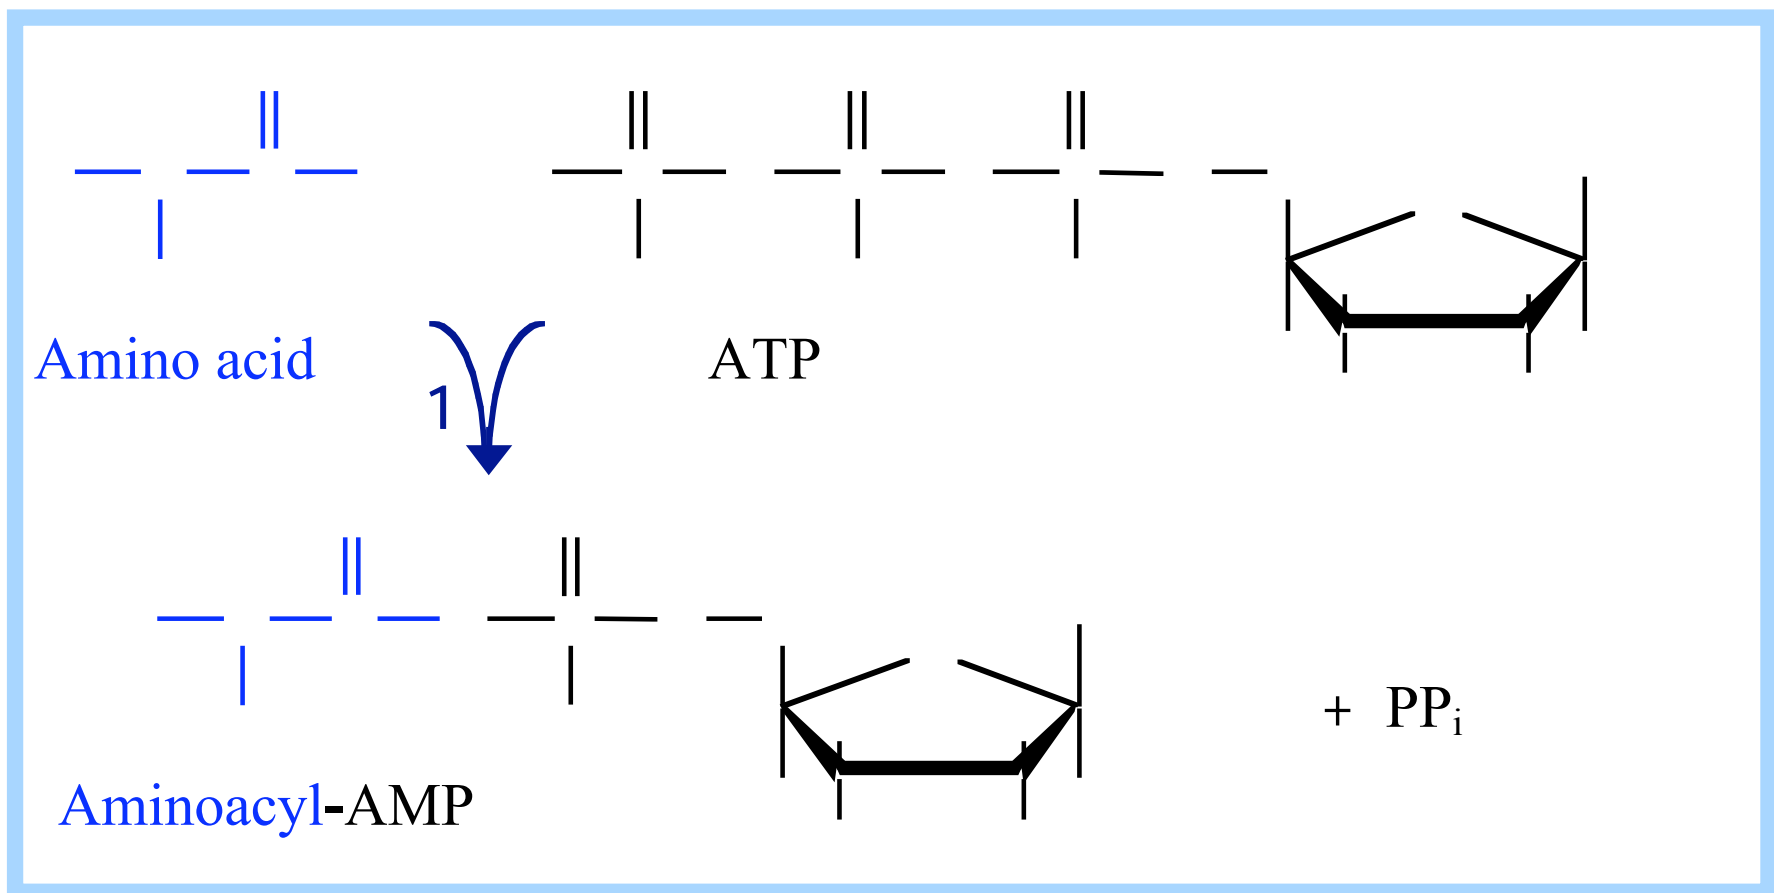 Amino acid
1
ATP
Aminoacyl-AMP
+ PPᵢ